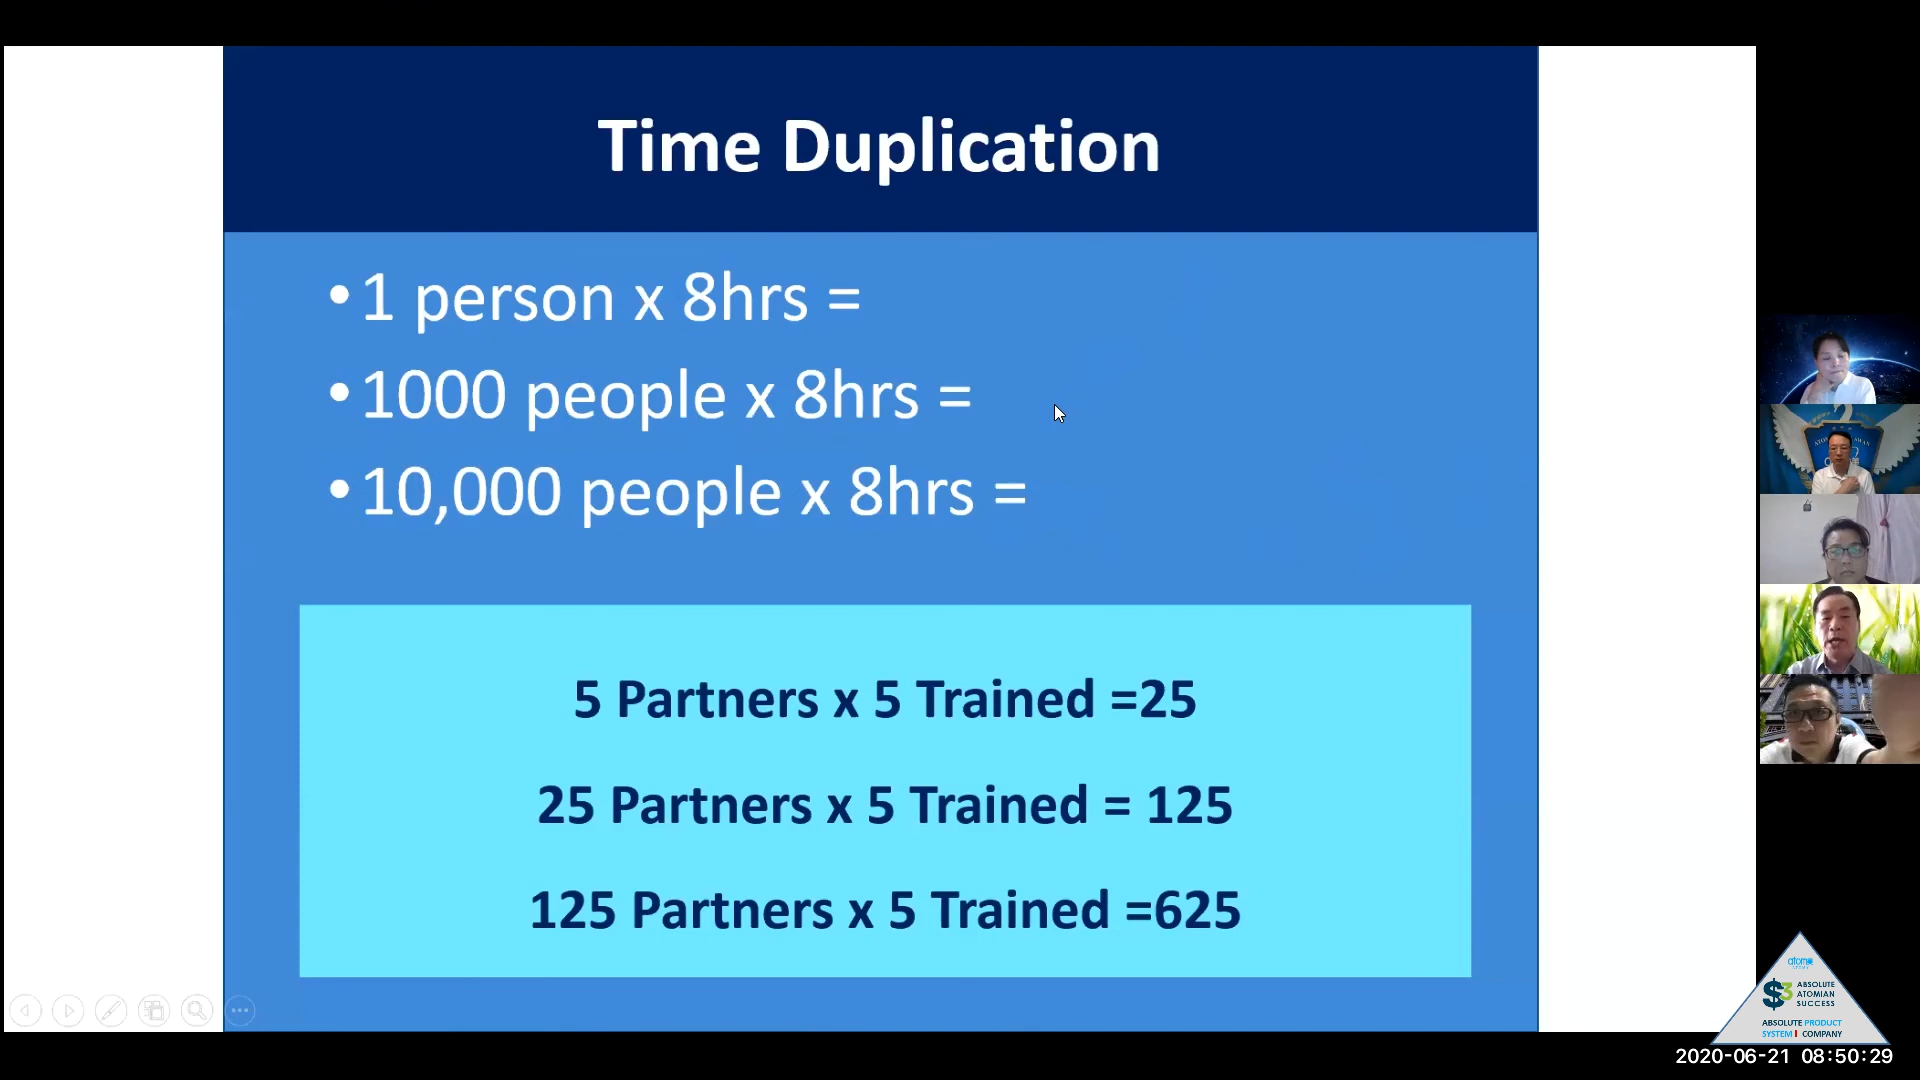 Time Duplication
•1 person x 8hrs =
•1000 people x 8hrs =
•10,000 people x 8hrs =
5 Partners x 5 Trained =25
25 Partners x 5 Trained = 125
125 Partners x 5 Trained =625
$3 ABSOLUTE
ATOMIAN
SUCCESS
ABSOLUTE PRODUCT
SYSTEM | COMPANY
2020-06-21 08:50:29